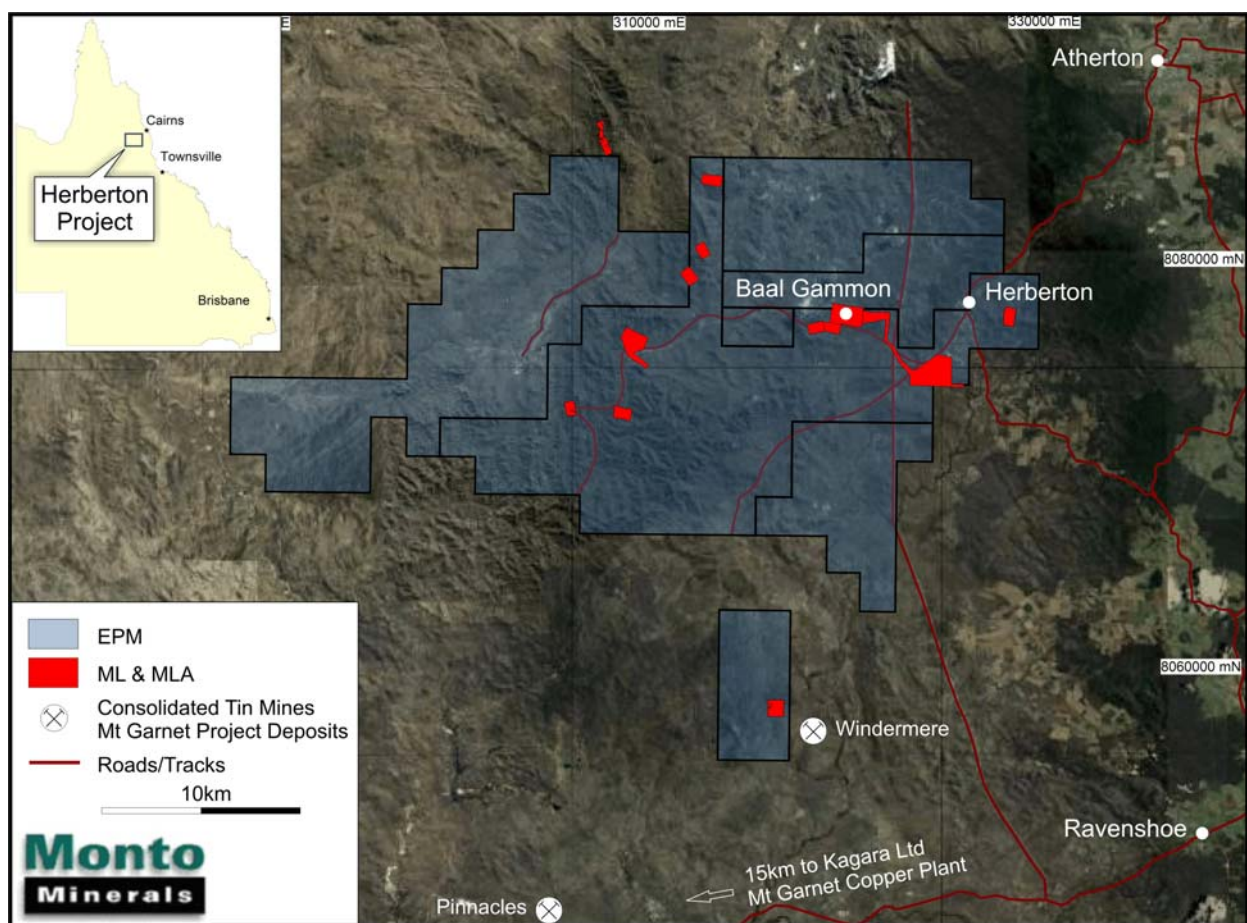 E
310000 mE
330000 mE
Atherton
Cairns
Townsville
Herberton
Project
Brisbane
8080000 mN
Baal Gammon
Herberton
EPM
ML & MLA
Consolidated Tin Mines
Mt Garnet Project Deposits
Roads/Tracks
10km
8060000 mN
Windermere
Ravenshoe
15km to Kagara Ltd
Mt Garnet Copper Plant
Monto
Minerals
Pinnacles